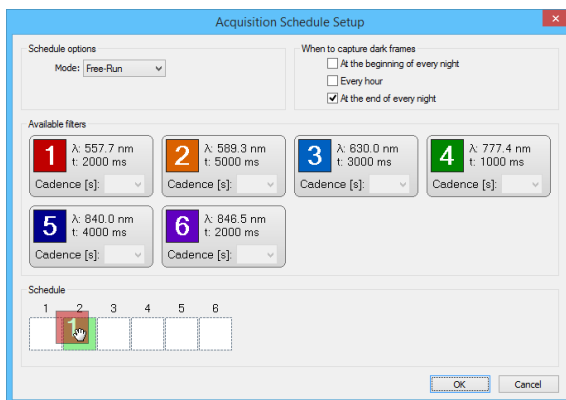 Acquisition Schedule Setup
Schedule options
Mode: Free-Run
When to capture dark frames
At the beginning of every night
Every hour
At the end of every night
Available filters
1 λ: 557.7 nm
t: 2000 ms
Cadence [s]:
2 λ: 589.3 nm
t: 5000 ms
Cadence [s]:
3 λ: 630.0 nm
t: 3000 ms
Cadence [s]:
4 λ: 777.4 nm
t: 1000 ms
Cadence [s]:
5 λ: 840.0 nm
t: 4000 ms
Cadence [s]:
6 λ: 846.5 nm
t: 2000 ms
Cadence [s]:
Schedule
1 2 3 4 5 6
1
OK Cancel